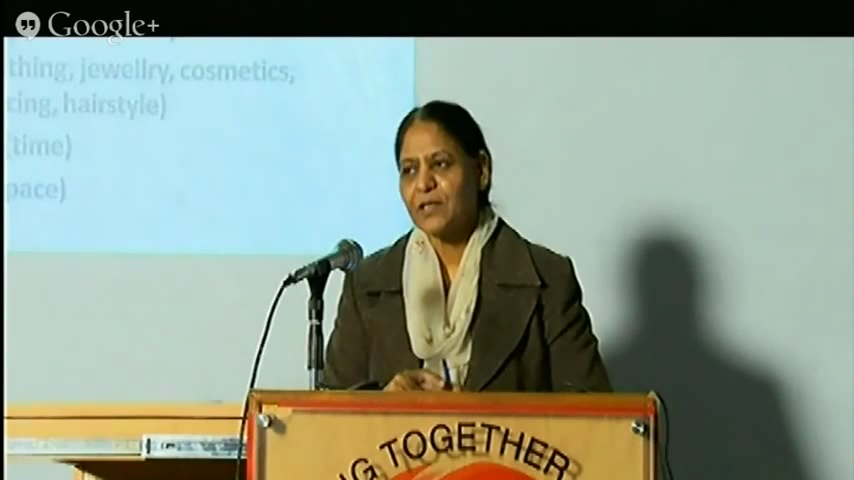 Google+
thing, jewellry, cosmetics,
cing, hairstyle)
(time)
pace)
G TOGETHER